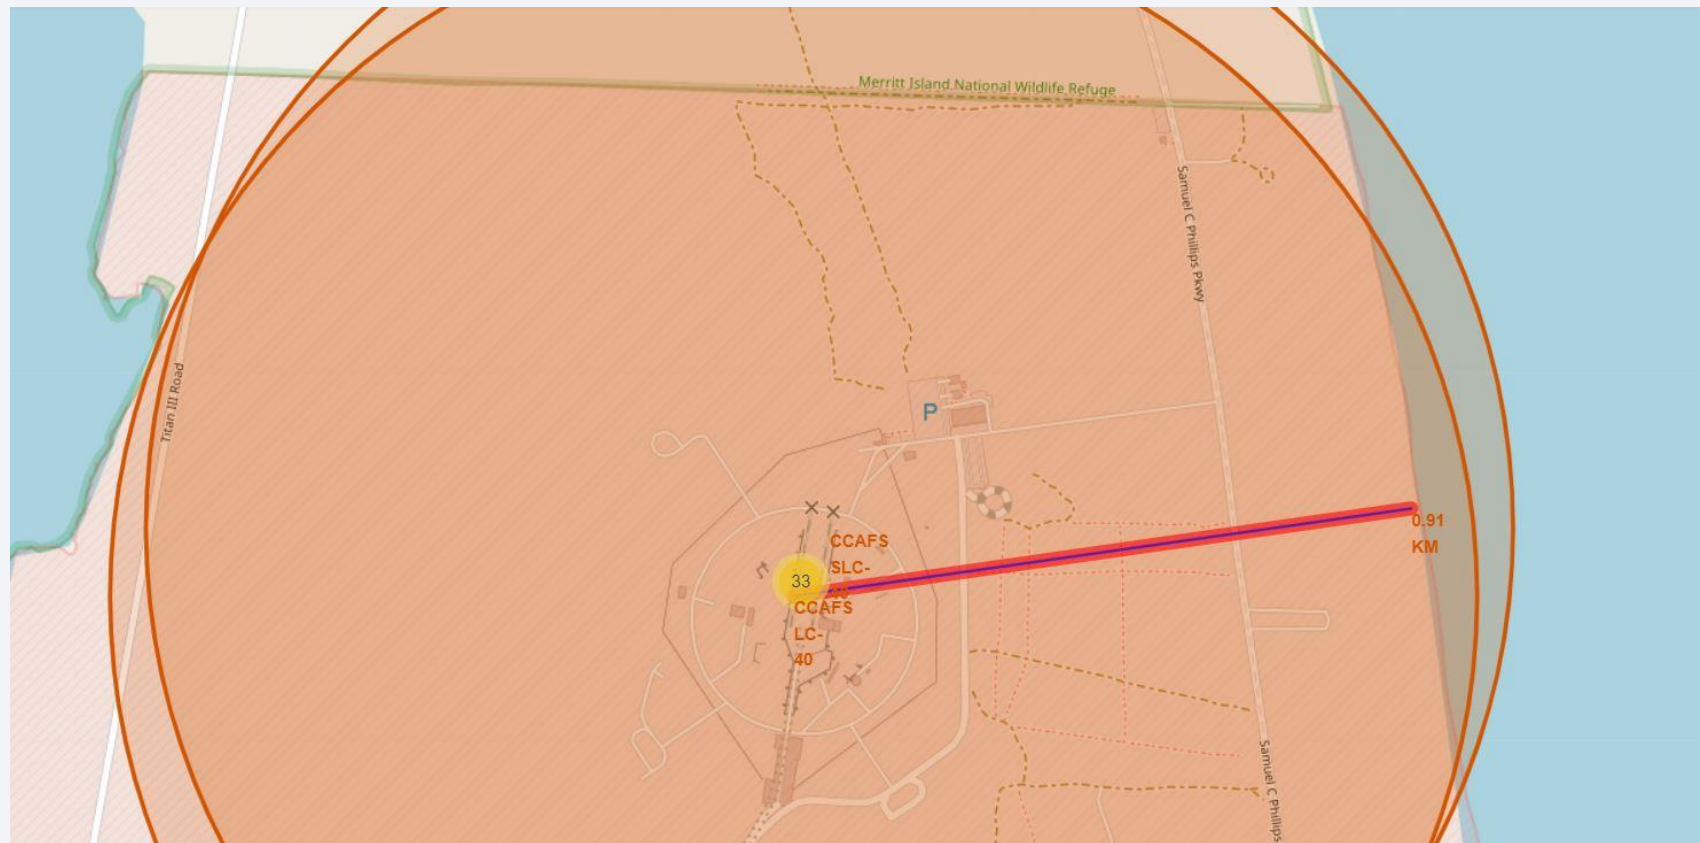 Merritt Island National Wildlife Refuge
Samuel C Phillips Pkwy
Titan III Road
P
0.91
KM
CCAFS
SLC-
33
CCAFS
LC-
40
Samuel C Phillips